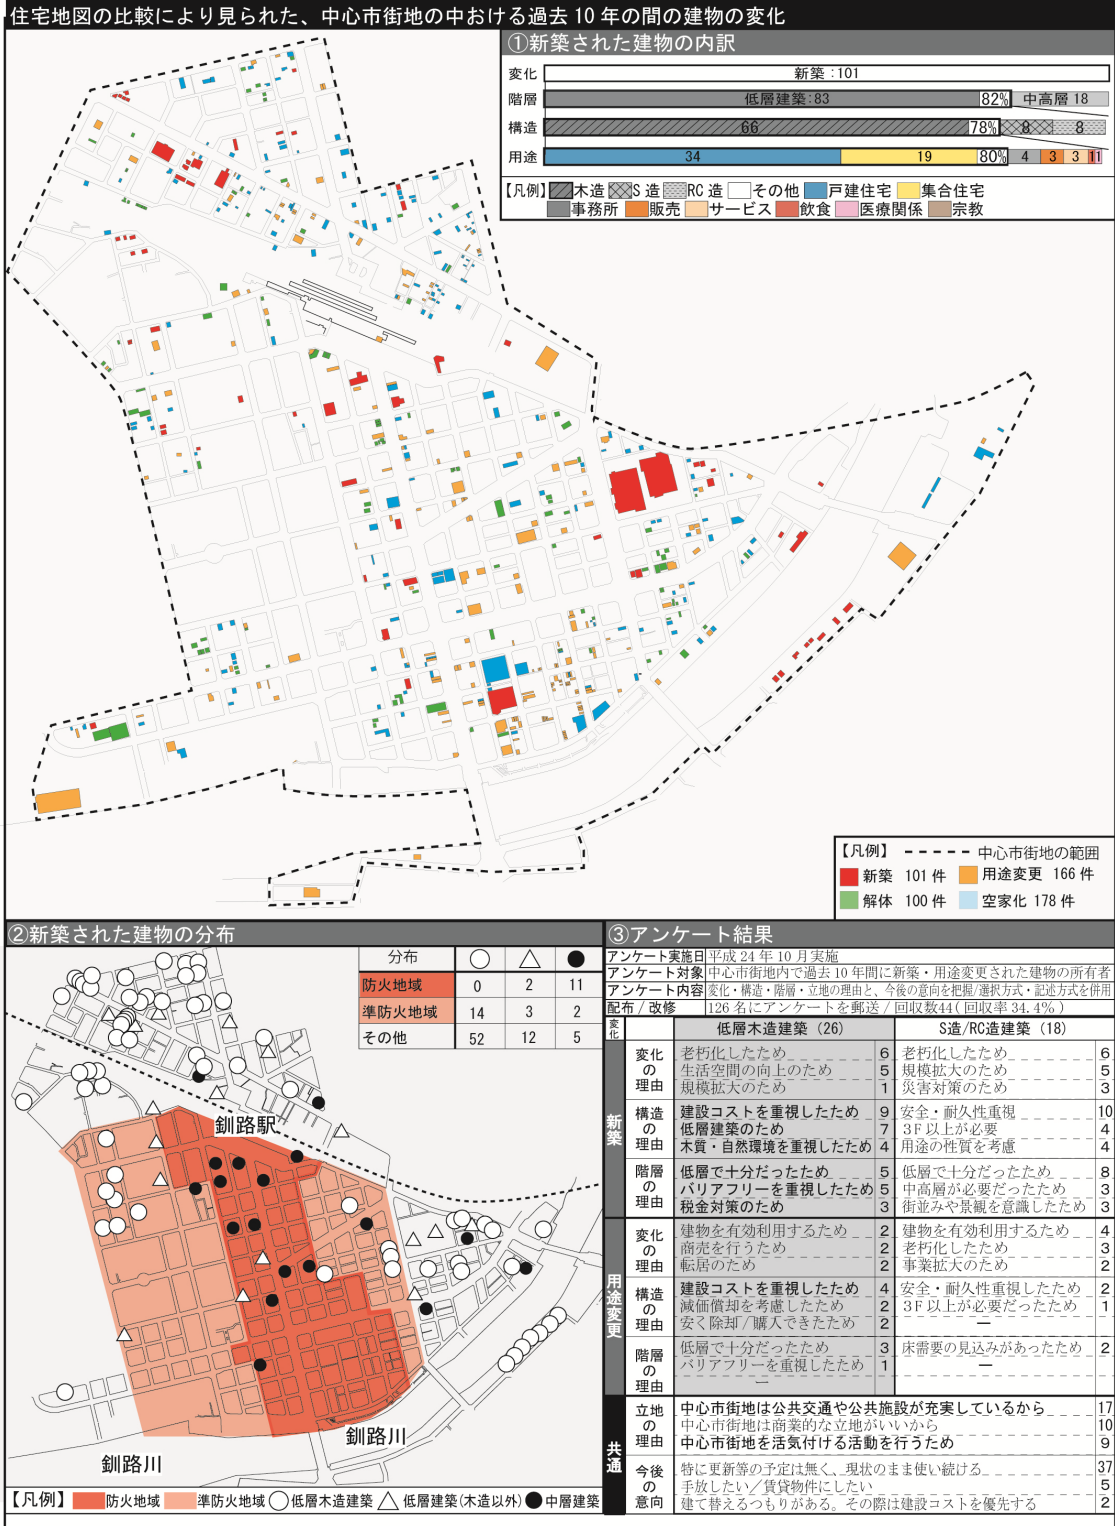 住宅地図の比較により見られた、中心市街地の中おける過去 10 年の間の建物の変化
①新築された建物の内訳
変化 新築：101
階層 低層建築:83 82% 中高層 18
構造 66 78% 8 8
用途 34 19 80% 4 3 3 1 1
【凡例】 木造 S 造 RC 造 その他 戸建住宅 集合住宅
事務所 販売 サービス 飲食 医療関係 宗教
【凡例】 中心市街地の範囲
新築 101 件 用途変更 166 件
解体 100 件 空家化 178 件
②新築された建物の分布
分布 ○ △ ●
防火地域 0 2 11
準防火地域 14 3 2
その他 52 12 5
釧路駅
釧路川
釧路川
【凡例】 防火地域 準防火地域 ○低層木造建築 △低層建築(木造以外) ●中層建築
③アンケート結果
アンケート実施日 平成 24 年 10 月実施
アンケート対象 中心市街地内で過去 10 年間に新築・用途変更された建物の所有者
アンケート内容 変化・構造・階層・立地の理由と、今後の意向を把握/選択方式・記述方式を併用
配布 / 改修 126 名にアンケートを郵送 / 回収数44( 回収率 34.4% )
変化 低層木造建築（26） S造/RC造建築（18）
新築
変化の理由
老朽化したため 6 老朽化したため 6
生活空間の向上のため 5 規模拡大のため 5
規模拡大のため 1 災害対策のため 3
構造の理由
建設コストを重視したため 9 安全・耐久性重視 10
低層建築のため 7 3F 以上が必要 4
木質・自然環境を重視したため 4 用途の性質を考慮 4
階層の理由
低層で十分だったため 5 低層で十分だったため 8
バリアフリーを重視したため 5 中高層が必要だったため 3
税金対策のため 3 街並みや景観を意識したため 3
用途変更
変化の理由
建物を有効利用するため 2 建物を有効利用するため 4
商売を行うため 2 老朽化したため 3
転居のため 2 事業拡大のため 2
構造の理由
建設コストを重視したため 4 安全・耐久性重視したため 2
減価償却を考慮したため 2 3F 以上が必要だったため 1
安く除却/購入できたため 2 ー
階層の理由
低層で十分だったため 3 床需要の見込みがあったため 2
バリアフリーを重視したため 1 ー
ー
共通
立地の理由
中心市街地は公共交通や公共施設が充実しているから 17
中心市街地は商業的な立地がいいから 10
中心市街地を活気付ける活動を行うため 9
今後の意向
特に更新等の予定は無く、現状のまま使い続ける 37
手放したい／賃貸物件にしたい 5
建て替えるつもりがある。その際は建設コストを優先する 2